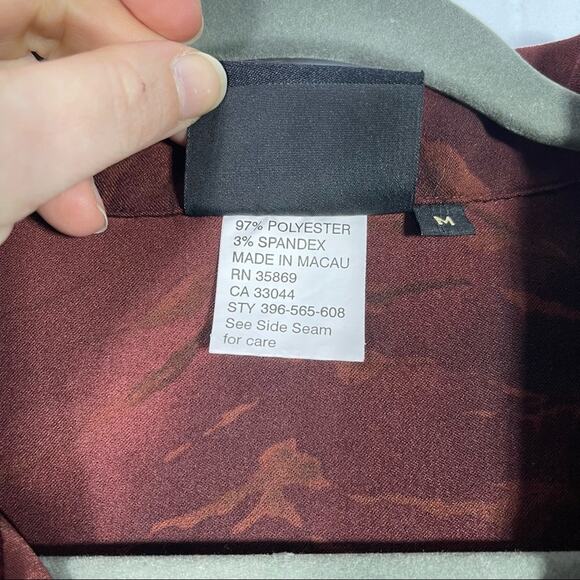 M
97% POLYESTER
3% SPANDEX
MADE IN MACAU
RN 35869
CA 33044
STY 396-565-608
See Side Seam
for care